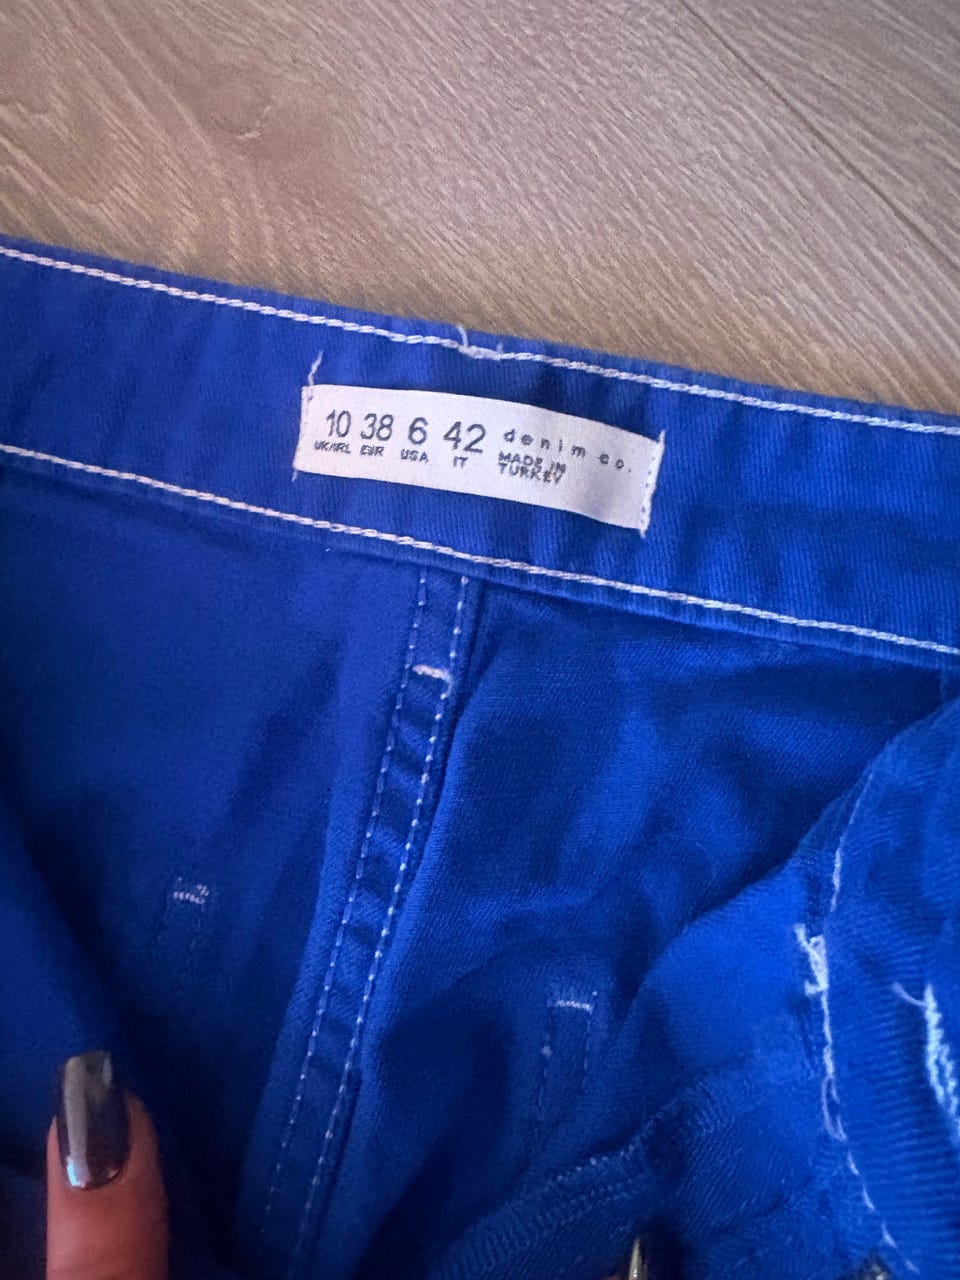 10 38 6 42 denim co.
UK/IRL EUR USA IT MADE IN
TURKEY